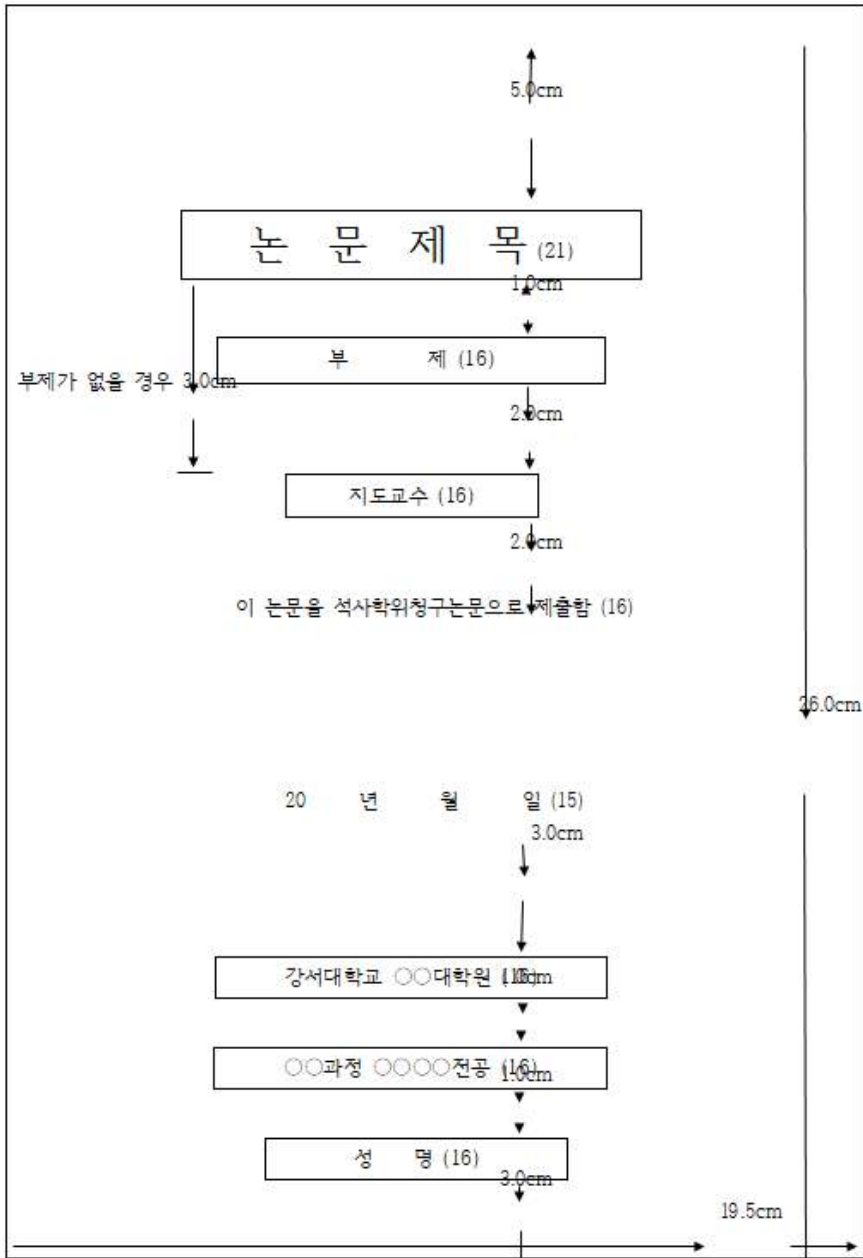 5.0cm
논 문 제 목 (21)
1.0cm
부 제 (16)
부제가 없을 경우 3.0cm
2.0cm
지도교수 (16)
2.0cm
이 논문을 석사학위청구논문으로 제출함 (16)
26.0cm
20 년 월 일 (15)
3.0cm
강서대학교 ○○대학원 (16)
1.0cm
○○과정 ○○○○전공 (16)
1.0cm
성 명 (16)
3.0cm
19.5cm